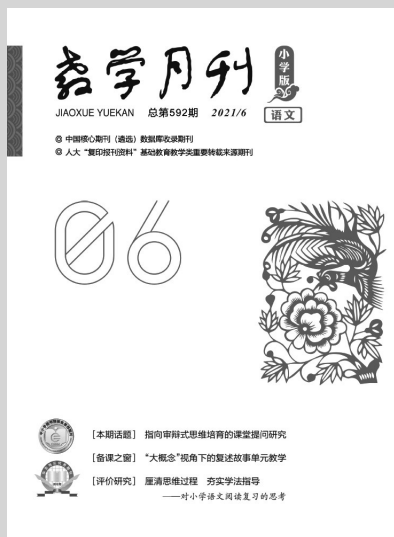 教学月刊
小学版
JIAOXUE YUEKAN 总第592期 2021/6 语文
中国核心期刊（遴选）数据库收录期刊
人大“复印报刊资料”基础教育教学类重要转载来源期刊
06
［本期话题］ 指向审辩式思维培育的课堂提问研究
［备课之窗］ “大概念”视角下的复述故事单元教学
［评价研究］ 厘清思维过程 夯实学法指导
——对小学语文阅读复习的思考